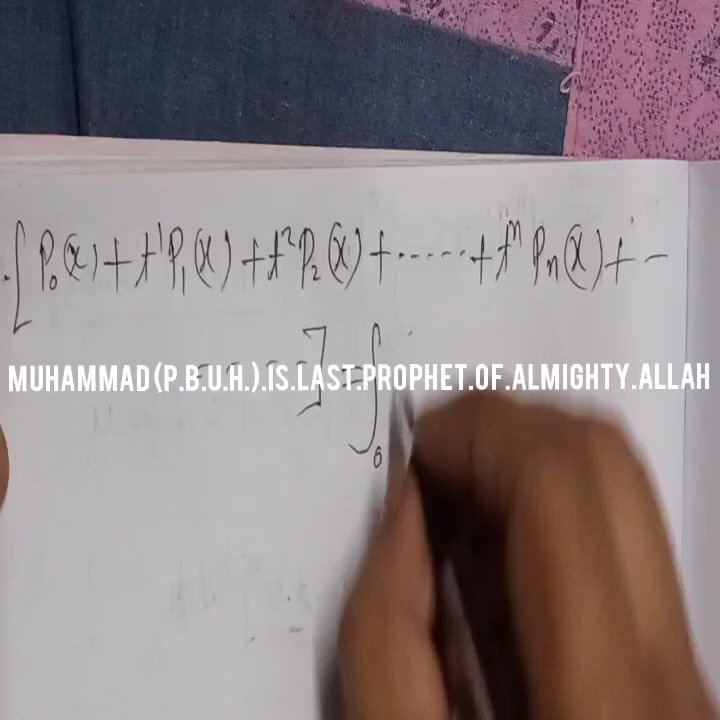 [P₀(x)+t¹P₁(x)+t²P₂(x)+.....+tⁿPₙ(x)+-
----]=∫₀
MUHAMMAD(P.B.U.H.).IS.LAST.PROPHET.OF.ALMIGHTY.ALLAH